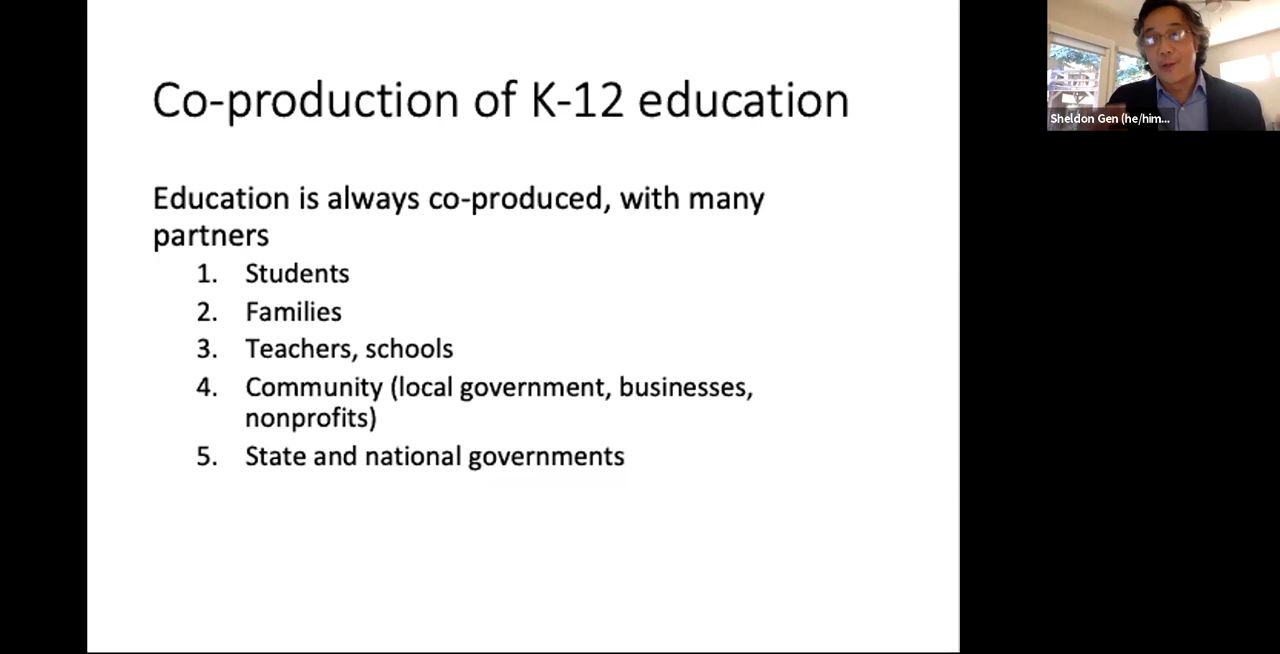 Co-production of K-12 education
Education is always co-produced, with many
partners
1. Students
2. Families
3. Teachers, schools
4. Community (local government, businesses,
nonprofits)
5. State and national governments
Sheldon Gen (he/him...